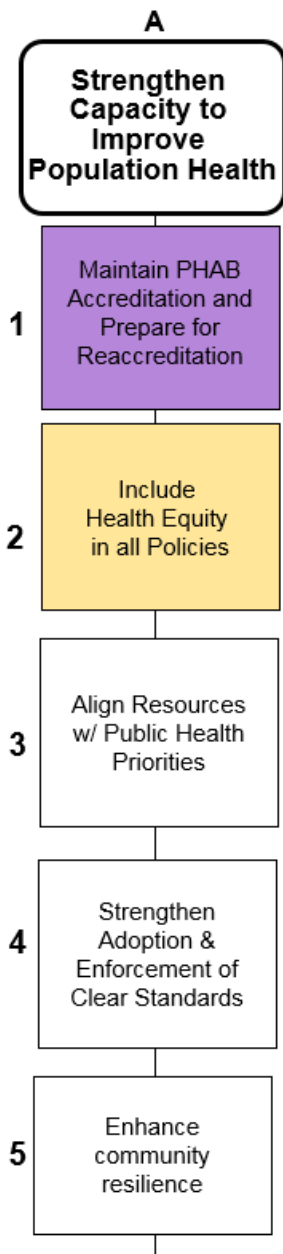 A
Strengthen
Capacity to
Improve
Population Health
1
Maintain PHAB
Accreditation and
Prepare for
Reaccreditation
2
Include
Health Equity
in all Policies
3
Align Resources
w/ Public Health
Priorities
4
Strengthen
Adoption &
Enforcement of
Clear Standards
5
Enhance
community
resilience